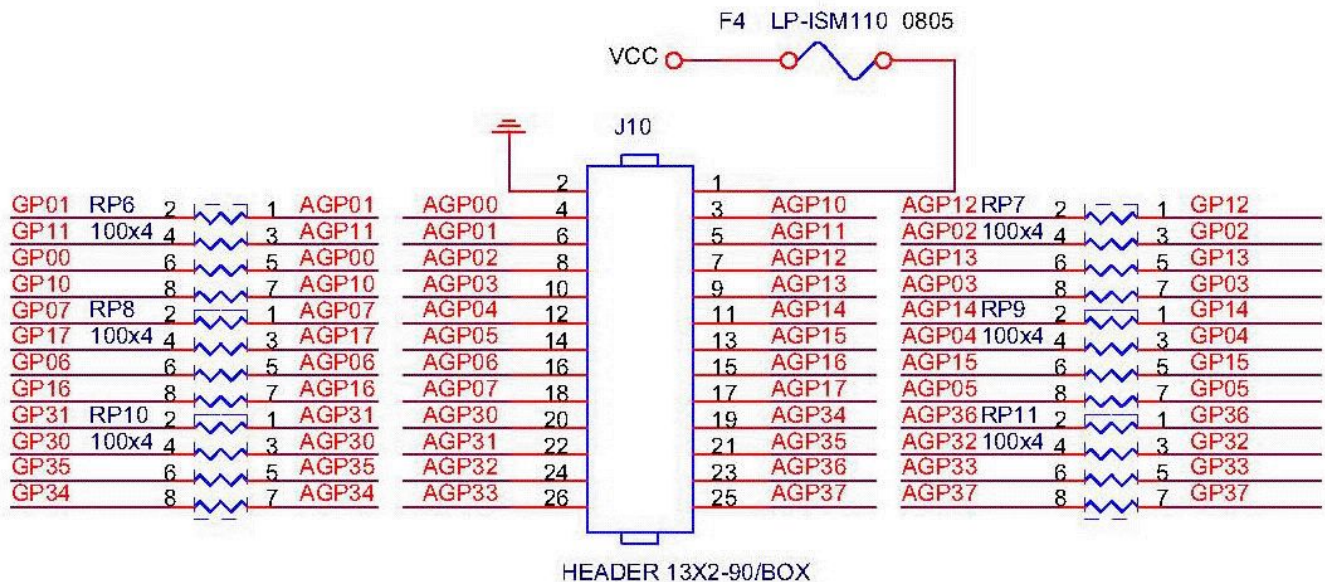 F4 LP-ISM110 0805
VCC
J10
2 1
GP01 RP6 2 1 AGP01 AGP00 4 3 AGP10 AGP12 RP7 2 1 GP12
GP11 100x4 4 3 AGP11 AGP01 6 5 AGP11 AGP02 100x4 4 3 GP02
GP00 6 5 AGP00 AGP02 8 7 AGP12 AGP13 6 5 GP13
GP10 8 7 AGP10 AGP03 10 9 AGP13 AGP03 8 7 GP03
GP07 RP8 2 1 AGP07 AGP04 12 11 AGP14 AGP14 RP9 2 1 GP14
GP17 100x4 4 3 AGP17 AGP05 14 13 AGP15 AGP04 100x4 4 3 GP04
GP06 6 5 AGP06 AGP06 16 15 AGP16 AGP15 6 5 GP15
GP16 8 7 AGP16 AGP07 18 17 AGP17 AGP05 8 7 GP05
GP31 RP10 2 1 AGP31 AGP30 20 19 AGP34 AGP36 RP11 2 1 GP36
GP30 100x4 4 3 AGP30 AGP31 22 21 AGP35 AGP32 100x4 4 3 GP32
GP35 6 5 AGP35 AGP32 24 23 AGP36 AGP33 6 5 GP33
GP34 8 7 AGP34 AGP33 26 25 AGP37 AGP37 8 7 GP37
HEADER 13X2-90/BOX